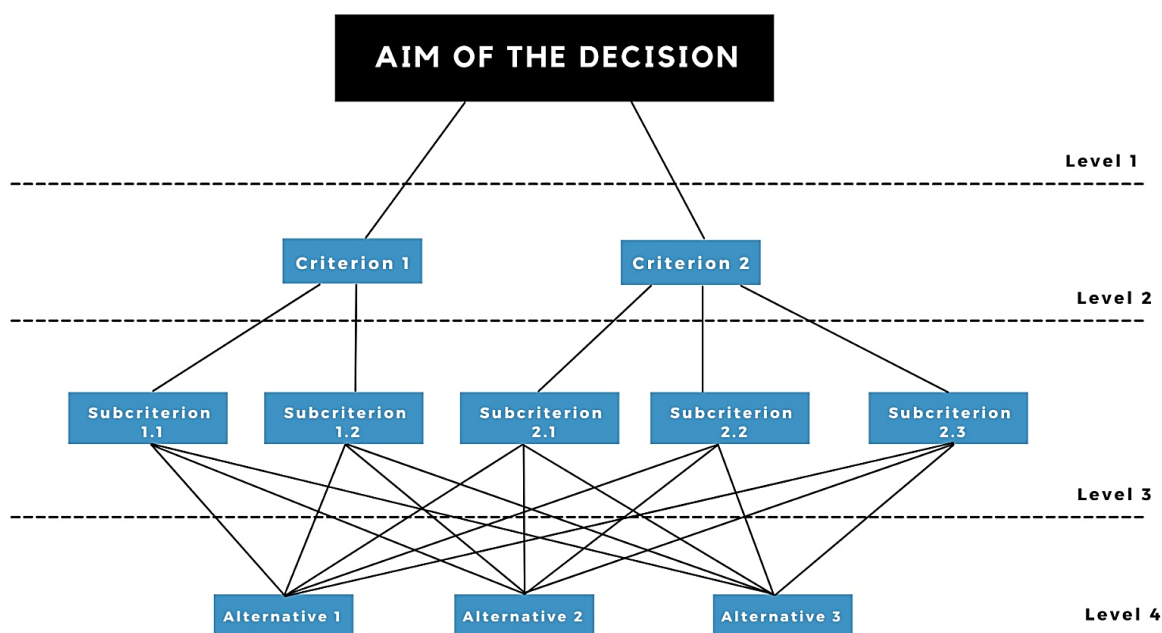 AIM OF THE DECISION
Level 1
Criterion 1
Criterion 2
Level 2
Subcriterion
1.1
Subcriterion
1.2
Subcriterion
2.1
Subcriterion
2.2
Subcriterion
2.3
Level 3
Alternative 1
Alternative 2
Alternative 3
Level 4